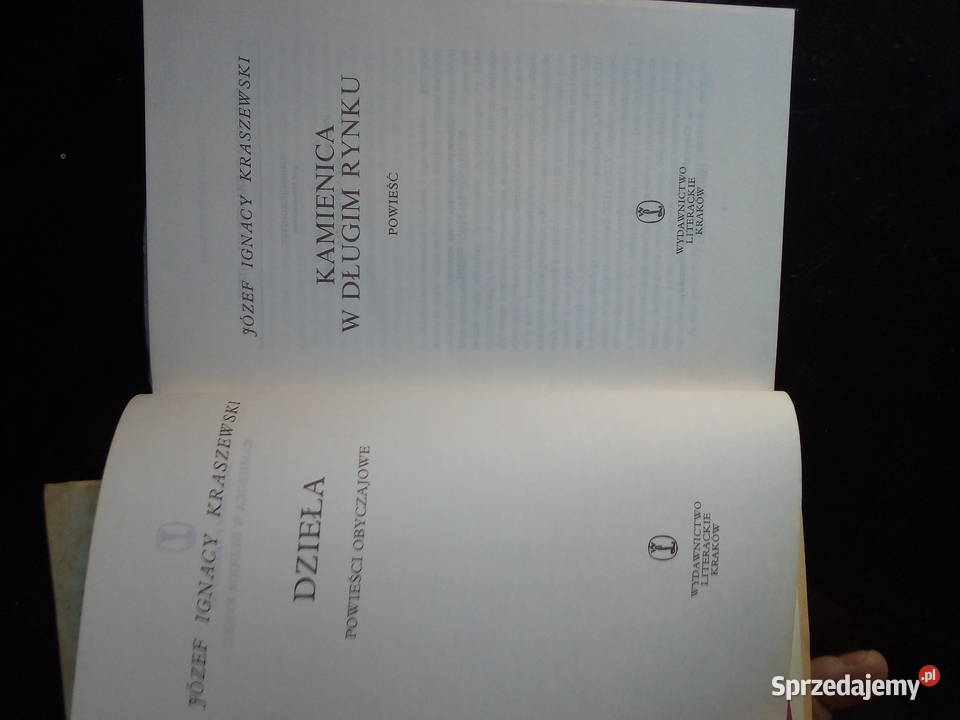 JÓZEF IGNACY KRASZEWSKI
DZIEŁA
POWIEŚCI OBYCZAJOWE
WYDAWNICTWO
LITERACKIE
KRAKÓW
JÓZEF IGNACY KRASZEWSKI
KAMIENICA
W DŁUGIM RYNKU
POWIEŚĆ
WYDAWNICTWO
LITERACKIE
KRAKÓW
Sprzedajemy.pl